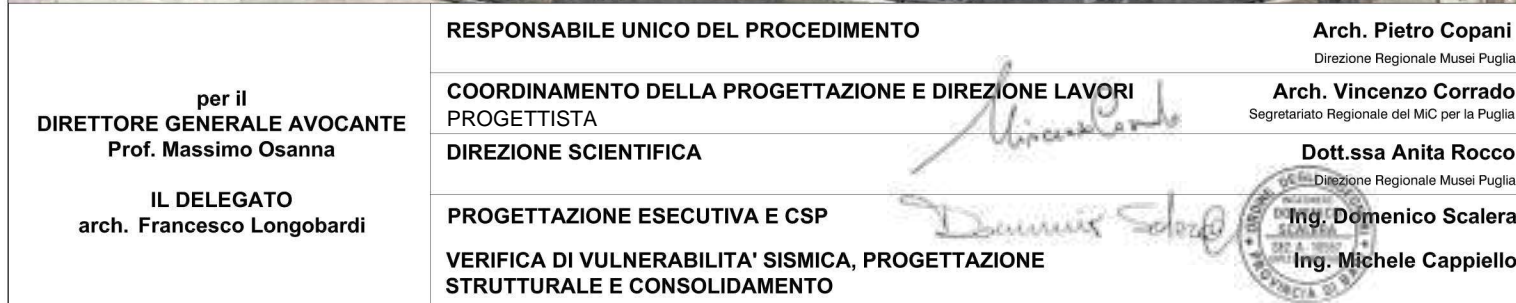 per il
DIRETTORE GENERALE AVOCANTE
Prof. Massimo Osanna
IL DELEGATO
arch. Francesco Longobardi
RESPONSABILE UNICO DEL PROCEDIMENTO
Arch. Pietro Copani
Direzione Regionale Musei Puglia
COORDINAMENTO DELLA PROGETTAZIONE E DIREZIONE LAVORI
PROGETTISTA
Arch. Vincenzo Corrado
Segretariato Regionale del MiC per la Puglia
DIREZIONE SCIENTIFICA
Dott.ssa Anita Rocco
Direzione Regionale Musei Puglia
PROGETTAZIONE ESECUTIVA E CSP
Ing. Domenico Scalera
VERIFICA DI VULNERABILITA' SISMICA, PROGETTAZIONE
STRUTTURALE E CONSOLIDAMENTO
Ing. Michele Cappiello